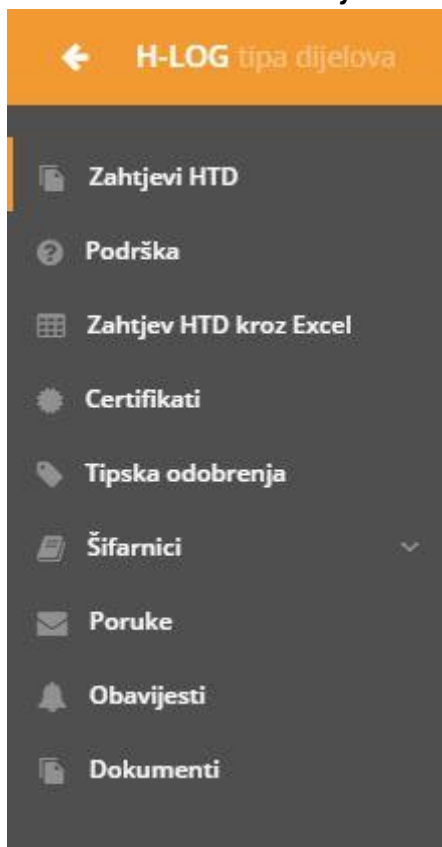 H-LOG tipa dijelova
Zahtjevi HTD
Podrška
Zahtjev HTD kroz Excel
Certifikati
Tipska odobrenja
Šifarnici
Poruke
Obavijesti
Dokumenti